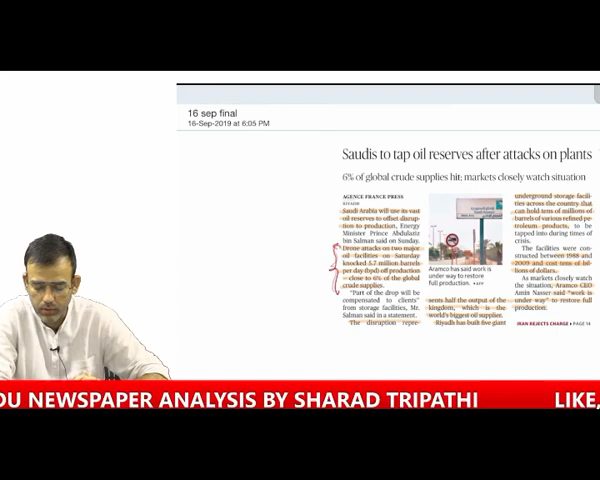 16 sep final
16-Sep-2019 at 6:05 PM
Saudis to tap oil reserves after attacks on plants
6% of global crude supplies hit; markets closely watch situation
AGENCE FRANCE PRESS
RIYADH
Saudi Arabia will use its vast
oil reserves to offset disrup-
tion to production, Energy
Minister Prince Abdulaziz
bin Salman said on Sunday.
Drone attacks on two major
oil facilities on Saturday
knocked 5.7 million barrels
per day (bpd) off production
– close to 6% of the global
crude supplies.
"Part of the drop will be
compensated to clients"
from storage facilities, Mr.
Salman said in a statement.
The disruption repre-
Aramco has said work is
under way to restore
full production. • AFP
sents half the output of the
kingdom, which is the
world's biggest oil supplier.
Riyadh has built five giant
underground storage facili-
ties across the country that
can hold tens of millions of
barrels of various refined pe-
troleum products, to be
tapped into during times of
crisis.
The facilities were con-
structed between 1988 and
2009 and cost tens of bil-
lions of dollars.
As markets closely watch
the situation, Aramco CEO
Amin Nasser said "work is
under way" to restore full
production.
IRAN REJECTS CHARGE PAGE 14
DU NEWSPAPER ANALYSIS BY SHARAD TRIPATHI LIKE,